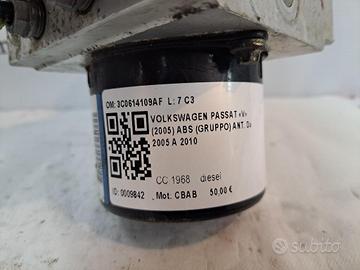 OM: 3C0614109AF L: 7 C3
VOLKSWAGEN PASSAT «V»
(2005) ABS (GRUPPO) ANT. Dx
2005 A 2010
CC 1968 diesel
ID: 0009842 Mot. CBAB 50,00 €
subito